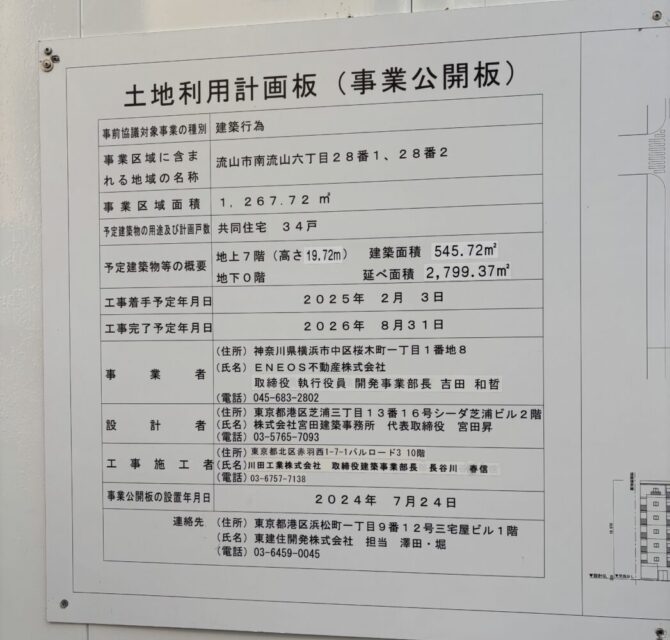 土地利用計画板（事業公開板）
事前協議対象事業の種別 建築行為
事業区域に含まれる地域の名称 流山市南流山六丁目２８番１、２８番２
事業区域面積 １，２６７.７２ ㎡
予定建築物の用途及び計画戸数 共同住宅 ３４戸
予定建築物等の概要 地上７階（高さ19.72m） 建築面積 545.72㎡
地下０階 延べ面積 2,799.37㎡
工事着手予定年月日 ２０２５年 ２月 ３日
工事完了予定年月日 ２０２６年 ８月３１日
事業者 （住所）神奈川県横浜市中区桜木町一丁目１番地８
（氏名）ＥＮＥＯＳ不動産株式会社
取締役 執行役員 開発事業部長 吉田 和哲
（電話）045-683-2802
設計者 （住所）東京都港区芝浦三丁目１３番１６号シーダ芝浦ビル２階
（氏名）株式会社宮田建築事務所 代表取締役 宮田昇
（電話）03-5765-7093
工事施工者 （住所）東京都北区赤羽西1-7-1パルロード3 10階
（氏名）川田工業株式会社 取締役建築事業部長 長谷川 春信
（電話）03-6757-7138
事業公開板の設置年月日 ２０２４年 ７月２４日
連絡先 （住所）東京都港区浜松町一丁目９番１２号三宅屋ビル１階
（氏名）東建住開発株式会社 担当 澤田・堀
（電話）03-6459-0045